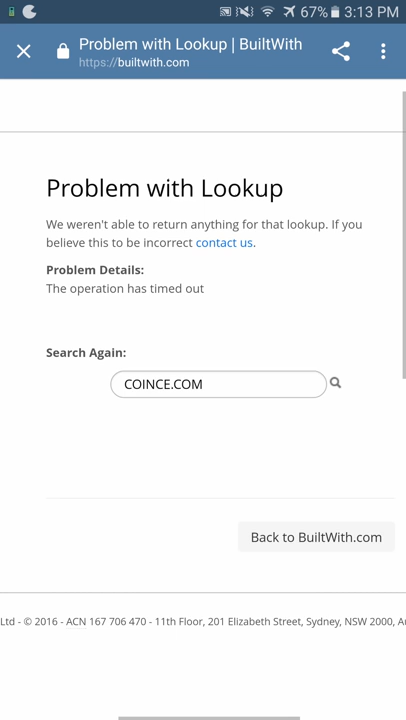 67% 3:13 PM
Problem with Lookup | BuiltWith
https://builtwith.com
Problem with Lookup
We weren't able to return anything for that lookup. If you
believe this to be incorrect contact us.
Problem Details:
The operation has timed out
Search Again:
COINCE.COM
Back to BuiltWith.com
Ltd - © 2016 - ACN 167 706 470 - 11th Floor, 201 Elizabeth Street, Sydney, NSW 2000,